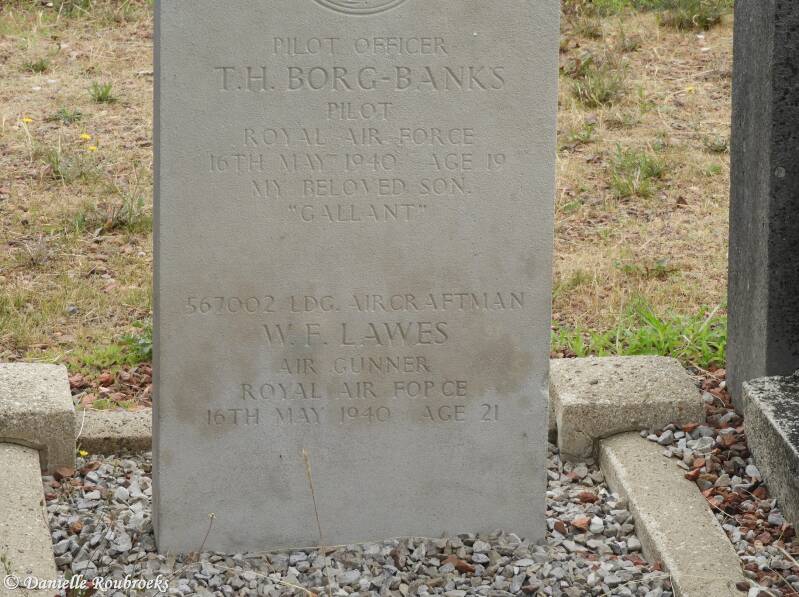 PILOT OFFICER
T.H. BORG-BANKS
PILOT
ROYAL AIR FORCE
16TH MAY 1940 AGE 19
MY BELOVED SON.
"GALLANT"
567002 LDG. AIRCRAFTMAN
W. F. LAWES
AIR GUNNER
ROYAL AIR FORCE
16TH MAY 1940 AGE 21
© Danielle Roubroeks